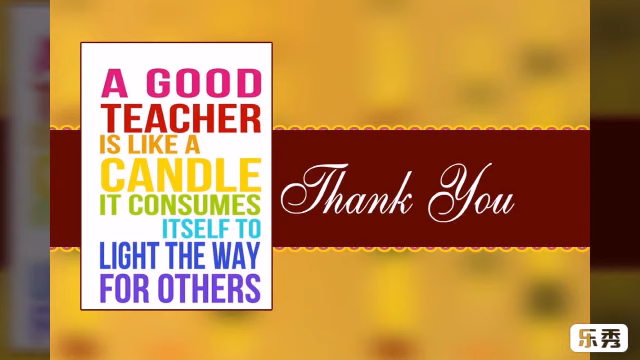 A GOOD
TEACHER
IS LIKE A
CANDLE
IT CONSUMES
ITSELF TO
LIGHT THE WAY
FOR OTHERS
Thank You
乐秀